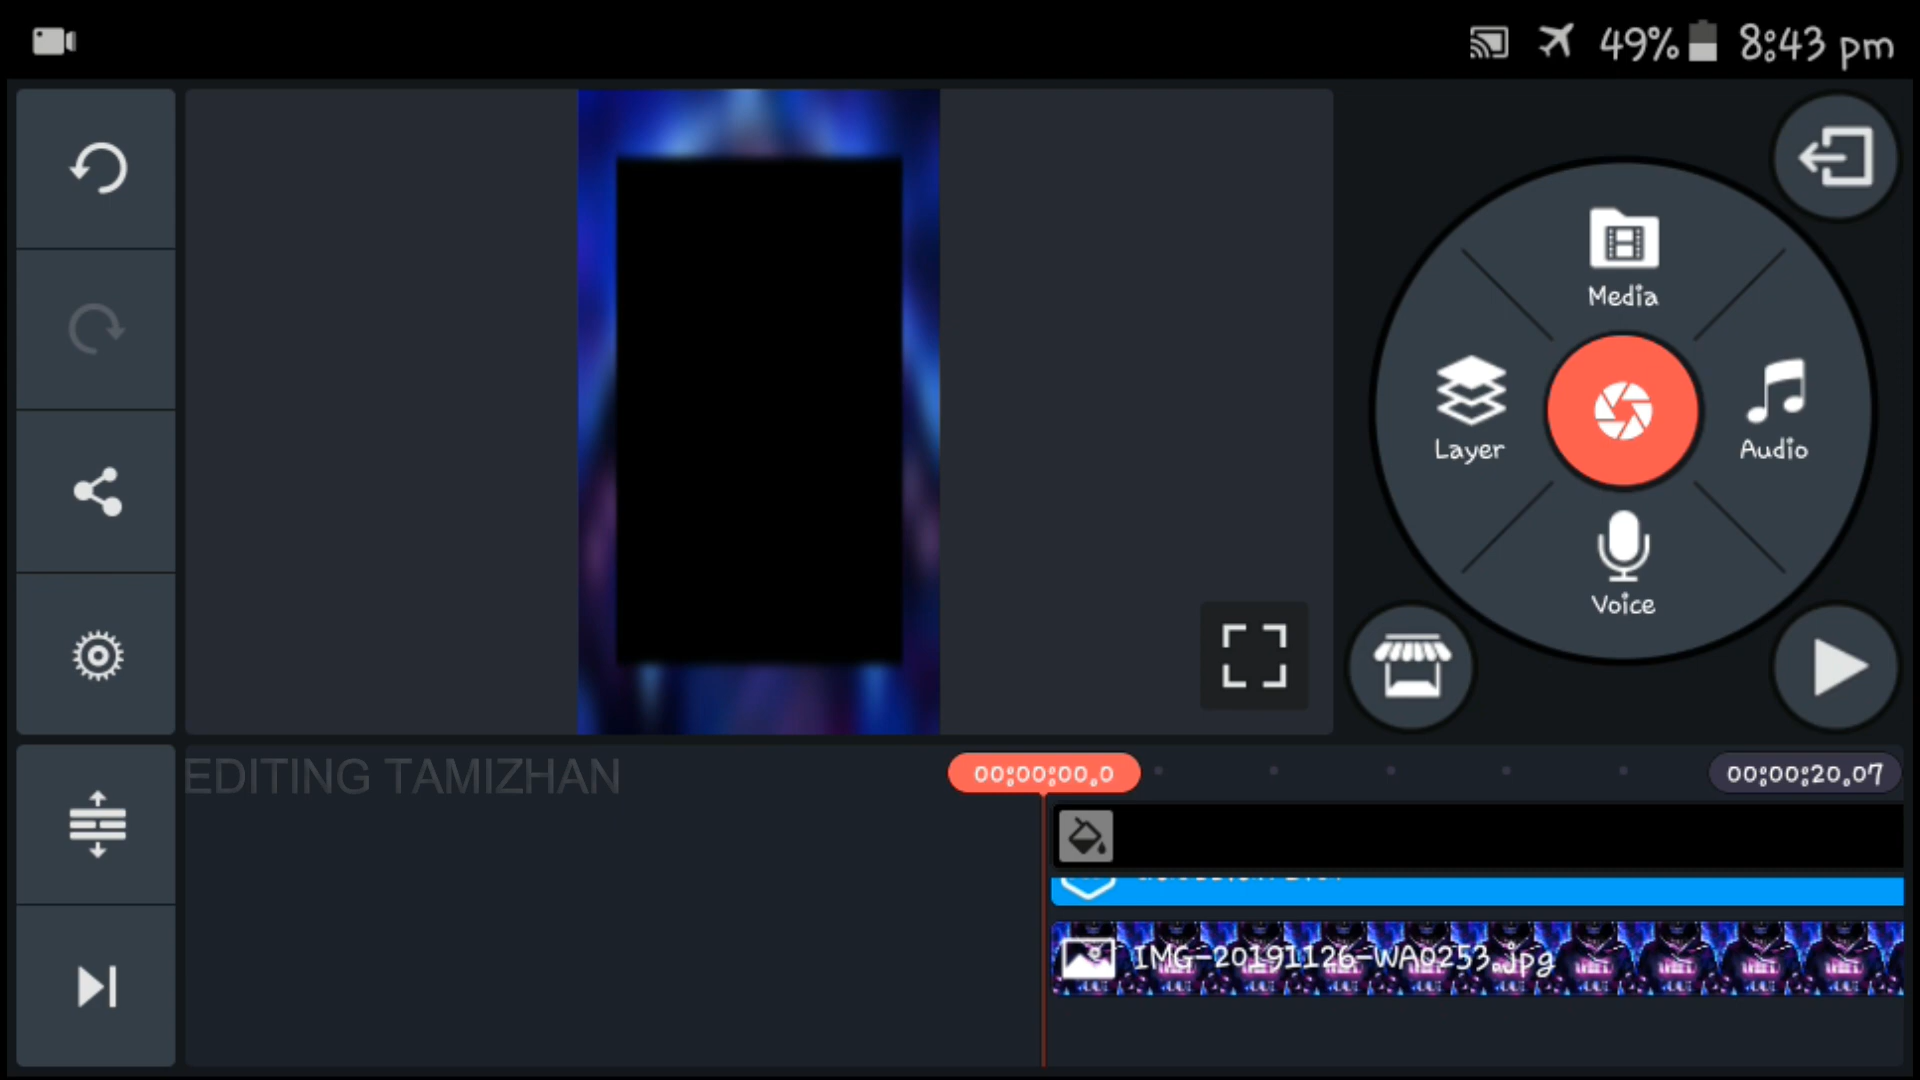 49% 8:43 pm
Media
Layer
Audio
Voice
EDITING TAMIZHAN
00:00:00.0
00:00:20.07
IMG-20191126-WA0253.jpg